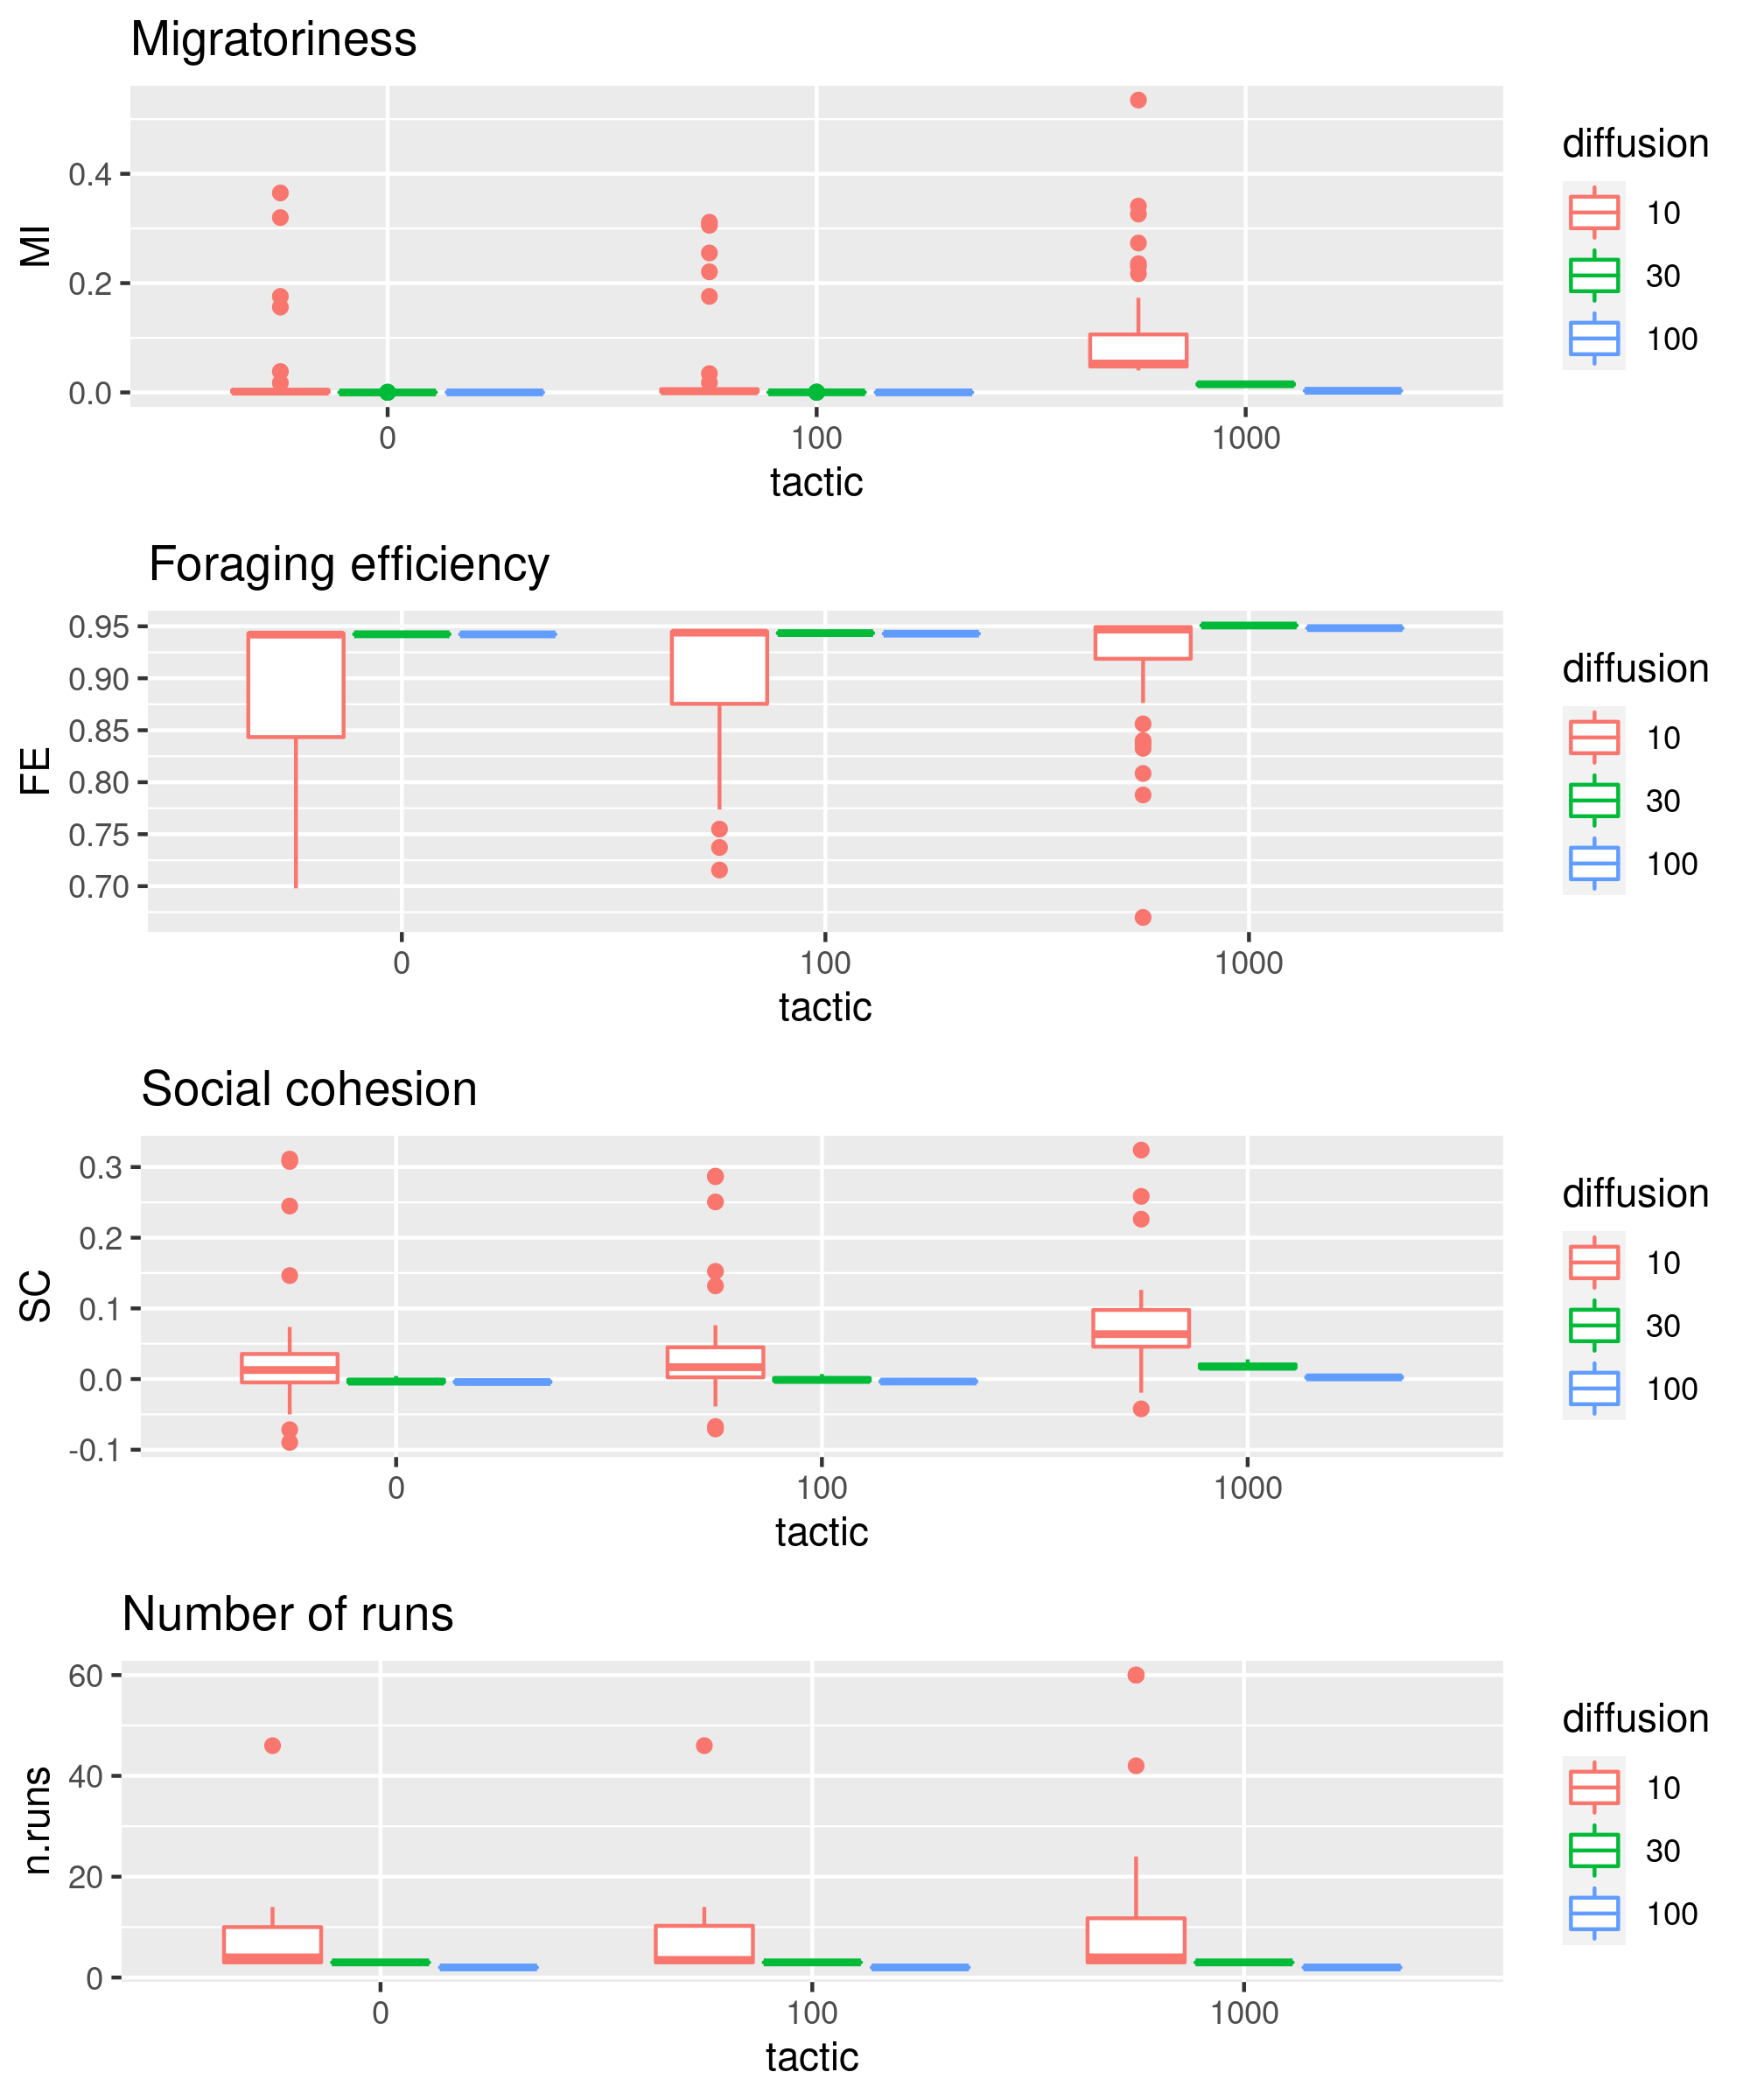 Migratoriness
MI
0.4
0.2
0.0
0 100 1000
tactic
diffusion
10
30
100
Foraging efficiency
FE
0.95
0.90
0.85
0.80
0.75
0.70
0 100 1000
tactic
diffusion
10
30
100
Social cohesion
SC
0.3
0.2
0.1
0.0
-0.1
0 100 1000
tactic
diffusion
10
30
100
Number of runs
n.runs
60
40
20
0
0 100 1000
tactic
diffusion
10
30
100